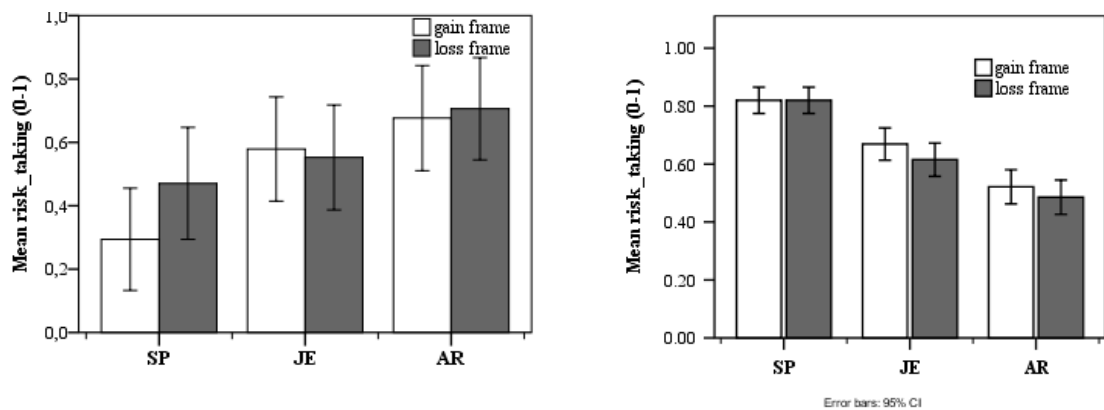 Mean risk_taking (0-1)
1,0
0,8
0,6
0,4
0,2
0,0
gain frame
loss frame
SP JE AR
Mean risk_taking (0-1)
1.00
0.80
0.60
0.40
0.20
0.00
gain frame
loss frame
SP JE AR
Error bars: 95% CI